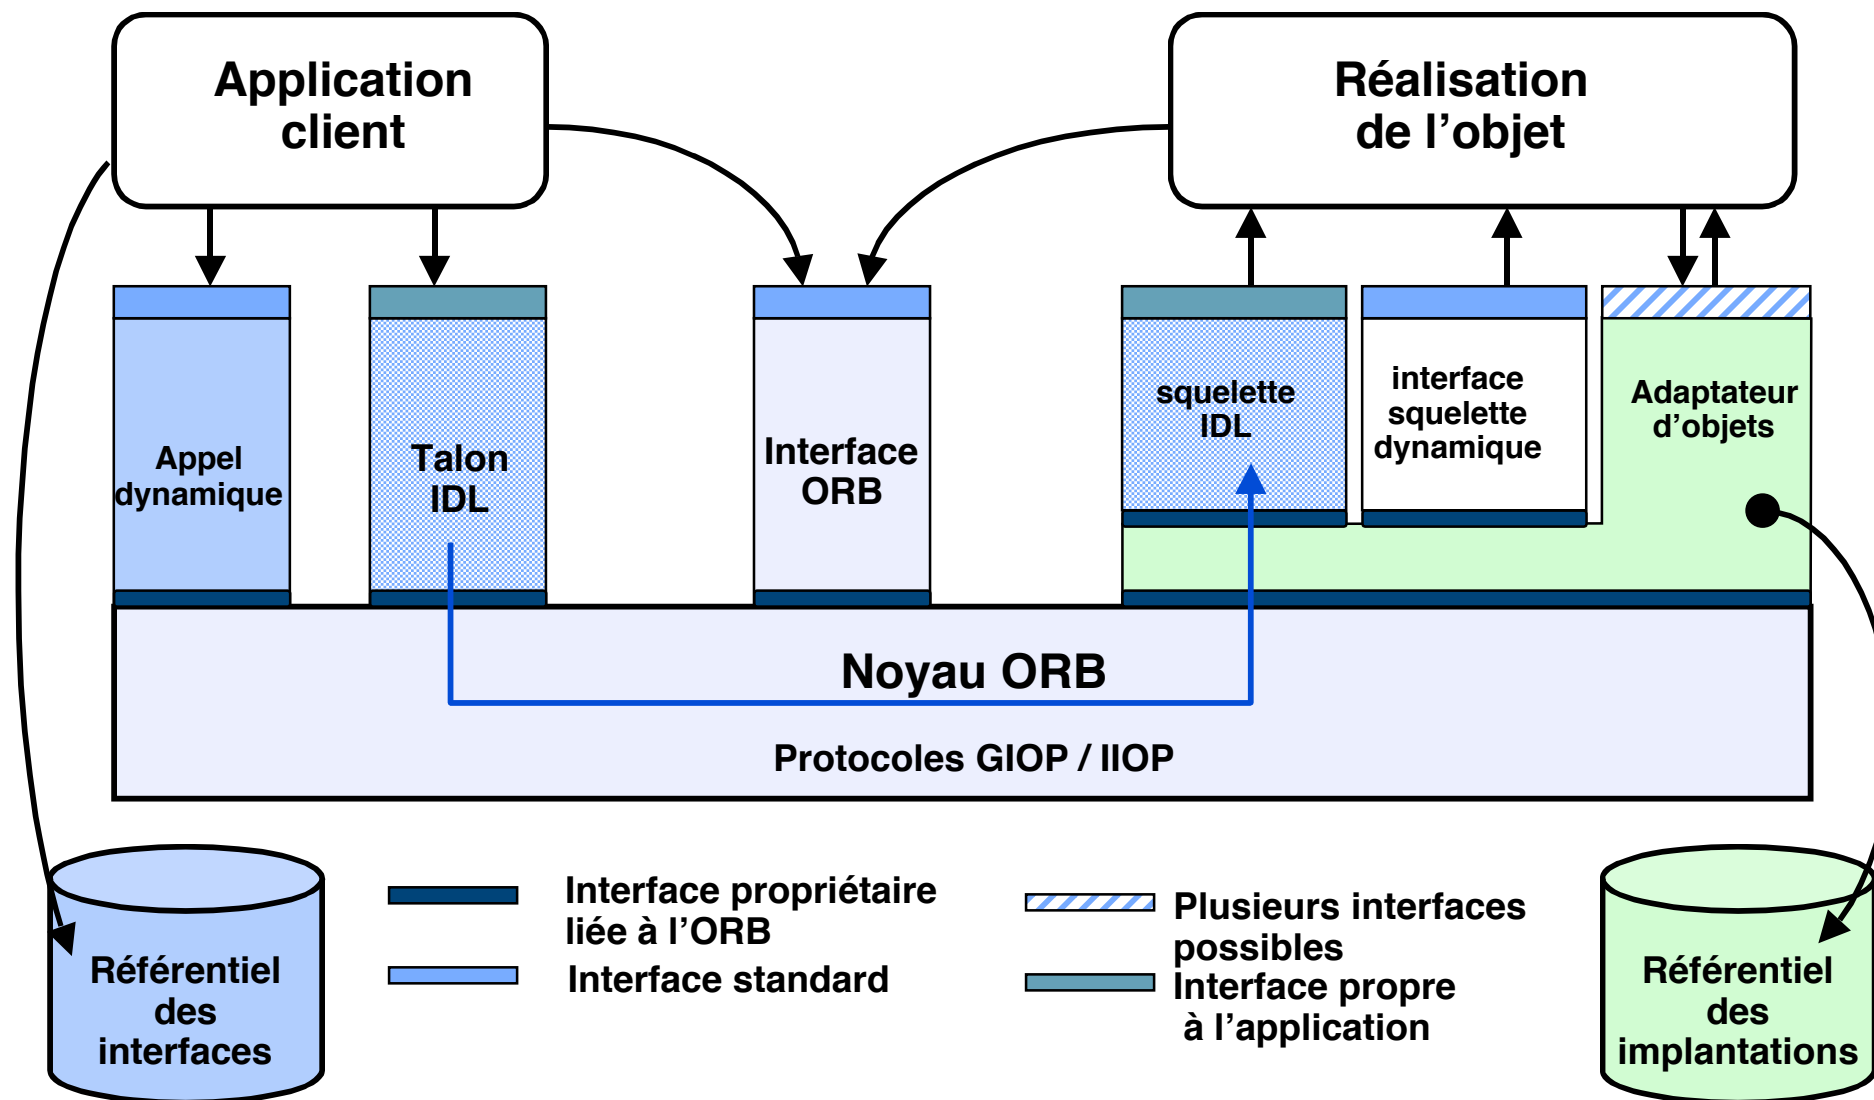 Application
client
Réalisation
de l’objet
Appel
dynamique
Talon
IDL
Interface
ORB
squelette
IDL
interface
squelette
dynamique
Adaptateur
d’objets
Noyau ORB
Protocoles GIOP / IIOP
Référentiel
des
interfaces
Interface propriétaire
liée à l’ORB
Interface standard
Plusieurs interfaces
possibles
Interface propre
à l’application
Référentiel
des
implantations